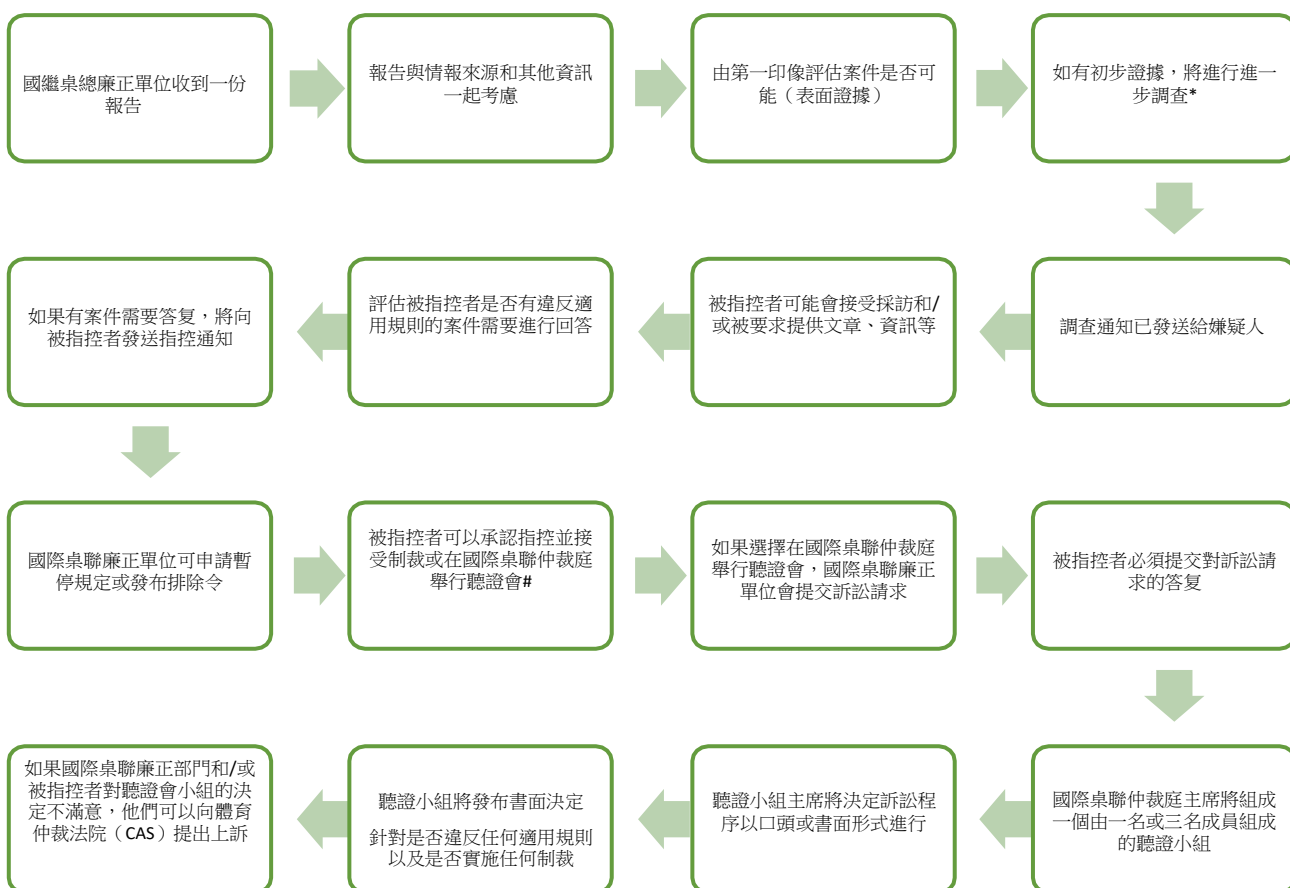 國繼桌總廉正單位收到一份
報告
報告與情報來源和其他資訊
一起考慮
由第一印像評估案件是否可
能（表面證據）
如有初步證據，將進行進一
步調查*
調查通知已發送給嫌疑人
被指控者可能會接受採訪和/
或被要求提供文章、資訊等
評估被指控者是否有違反適
用規則的案件需要進行回答
如果有案件需要答复，將向
被指控者發送指控通知
國際桌聯廉正單位可申請暫
停規定或發布排除令
被指控者可以承認指控並接
受制裁或在國際桌聯仲裁庭
舉行聽證會#
如果選擇在國際桌聯仲裁庭
舉行聽證會，國際桌聯廉正
單位會提交訴訟請求
被指控者必須提交對訴訟請
求的答复
國際桌聯仲裁庭主席將組成
一個由一名或三名成員組成
的聽證小組
聽證小組主席將決定訴訟程
序以口頭或書面形式進行
聽證小組將發布書面決定
針對是否違反任何適用規則
以及是否實施任何制裁
如果國際桌聯廉正部門和/或
被指控者對聽證會小組的決
定不滿意，他們可以向體育
仲裁法院（CAS）提出上訴